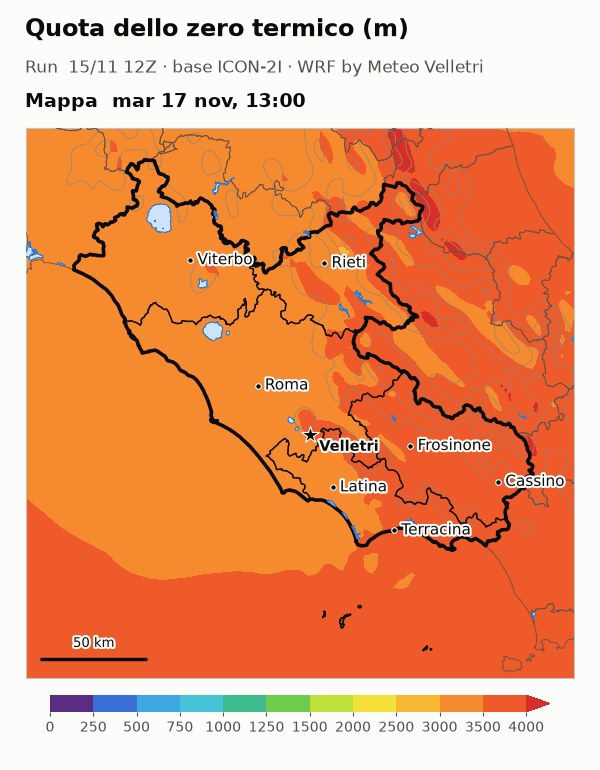 Quota dello zero termico (m)
Run  15/11 12Z · base ICON-2I · WRF by Meteo Velletri
Mappa  mar 17 nov, 13:00
Viterbo
Rieti
Roma
Velletri
Frosinone
Latina
Cassino
Terracina
50 km
0 250 500 750 1000 1250 1500 2000 2500 3000 3500 4000